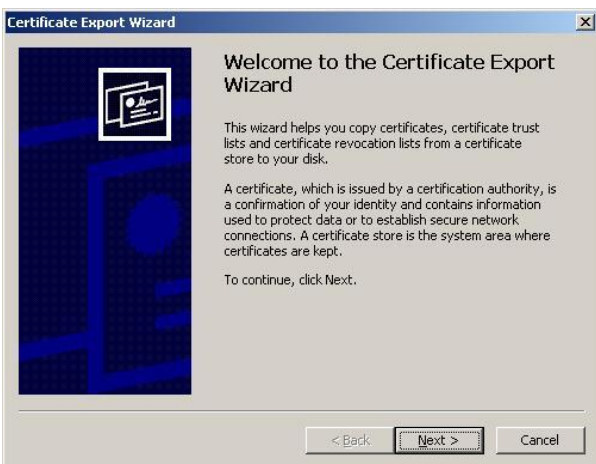 Certificate Export Wizard
Welcome to the Certificate Export
Wizard
This wizard helps you copy certificates, certificate trust
lists and certificate revocation lists from a certificate
store to your disk.
A certificate, which is issued by a certification authority, is
a confirmation of your identity and contains information
used to protect data or to establish secure network
connections. A certificate store is the system area where
certificates are kept.
To continue, click Next.
< Back Next > Cancel